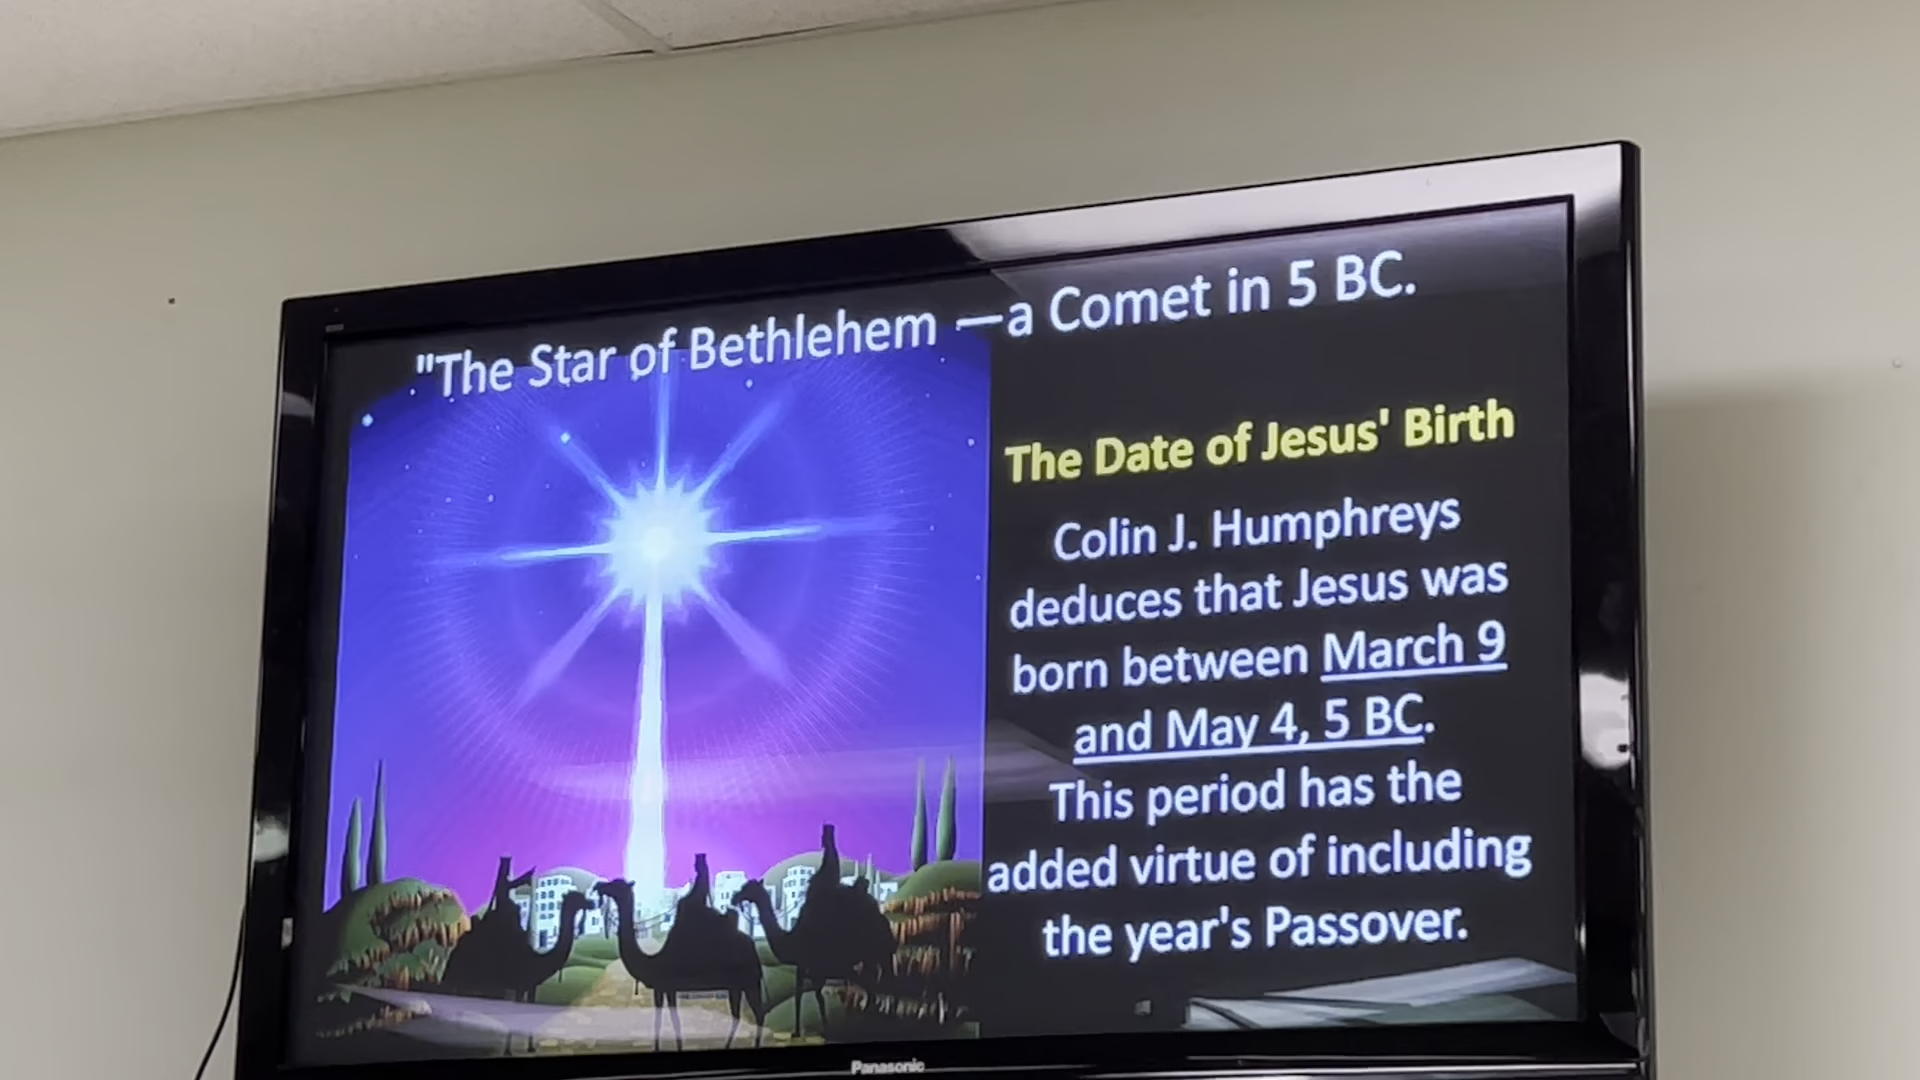 "The Star of Bethlehem —a Comet in 5 BC.
The Date of Jesus' Birth
Colin J. Humphreys
deduces that Jesus was
born between March 9
and May 4, 5 BC.
This period has the
added virtue of including
the year's Passover.
Panasonic